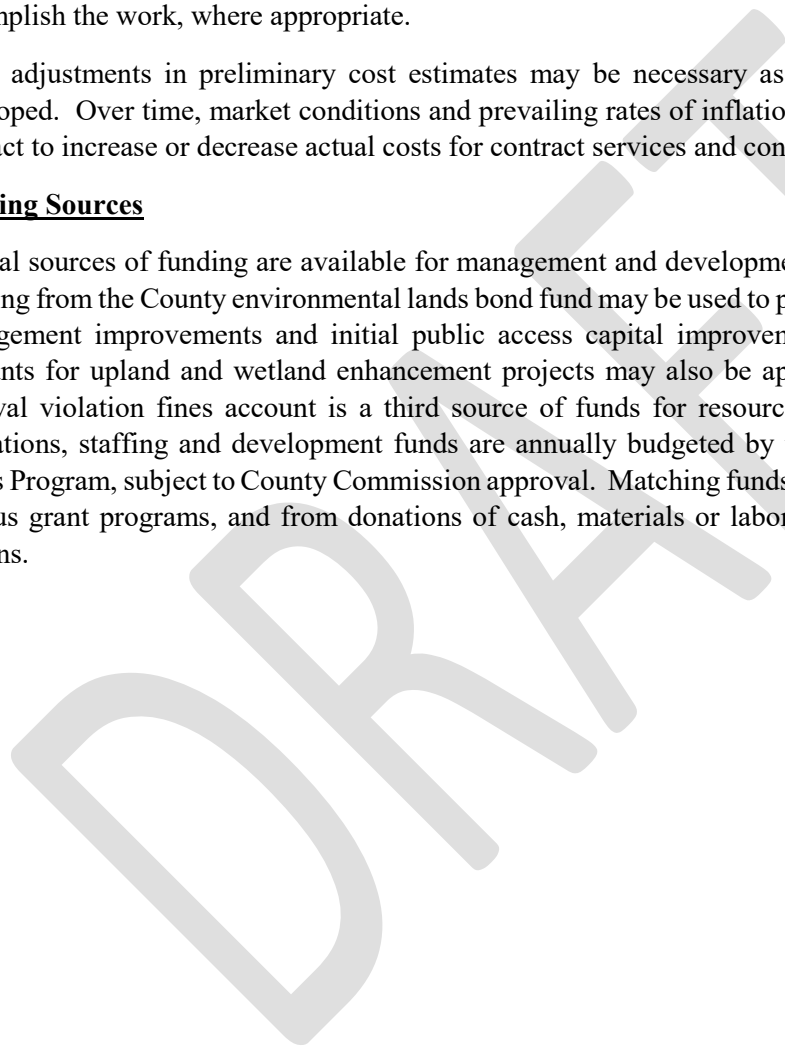 mplish the work, where appropriate.
adjustments in preliminary cost estimates may be necessary as
oped. Over time, market conditions and prevailing rates of inflatio
act to increase or decrease actual costs for contract services and con
ing Sources
al sources of funding are available for management and developme
ing from the County environmental lands bond fund may be used to p
gement improvements and initial public access capital improven
nts for upland and wetland enhancement projects may also be ap
val violation fines account is a third source of funds for resourc
ations, staffing and development funds are annually budgeted by
s Program, subject to County Commission approval. Matching funds
us grant programs, and from donations of cash, materials or labor
ns.
DRAFT